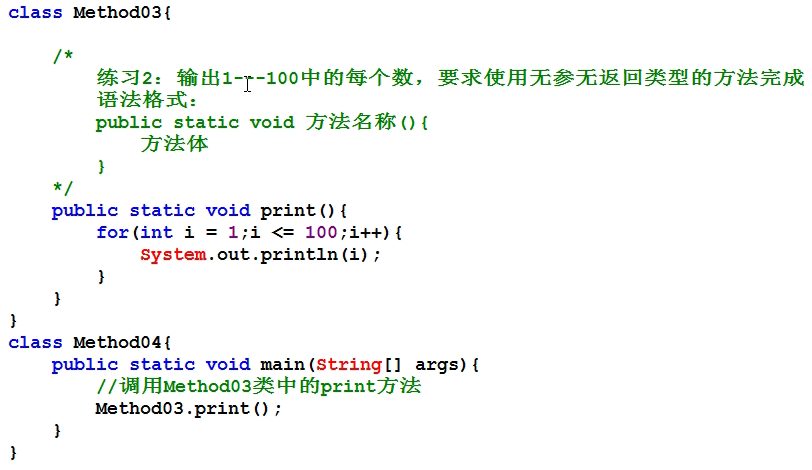 class Method03{
/*
练习2：输出1---100中的每个数，要求使用无参无返回类型的方法完成
语法格式：
public static void 方法名称(){
方法体
}
*/
public static void print(){
for(int i = 1;i <= 100;i++){
System.out.println(i);
}
}
}
class Method04{
public static void main(String[] args){
//调用Method03类中的print方法
Method03.print();
}
}